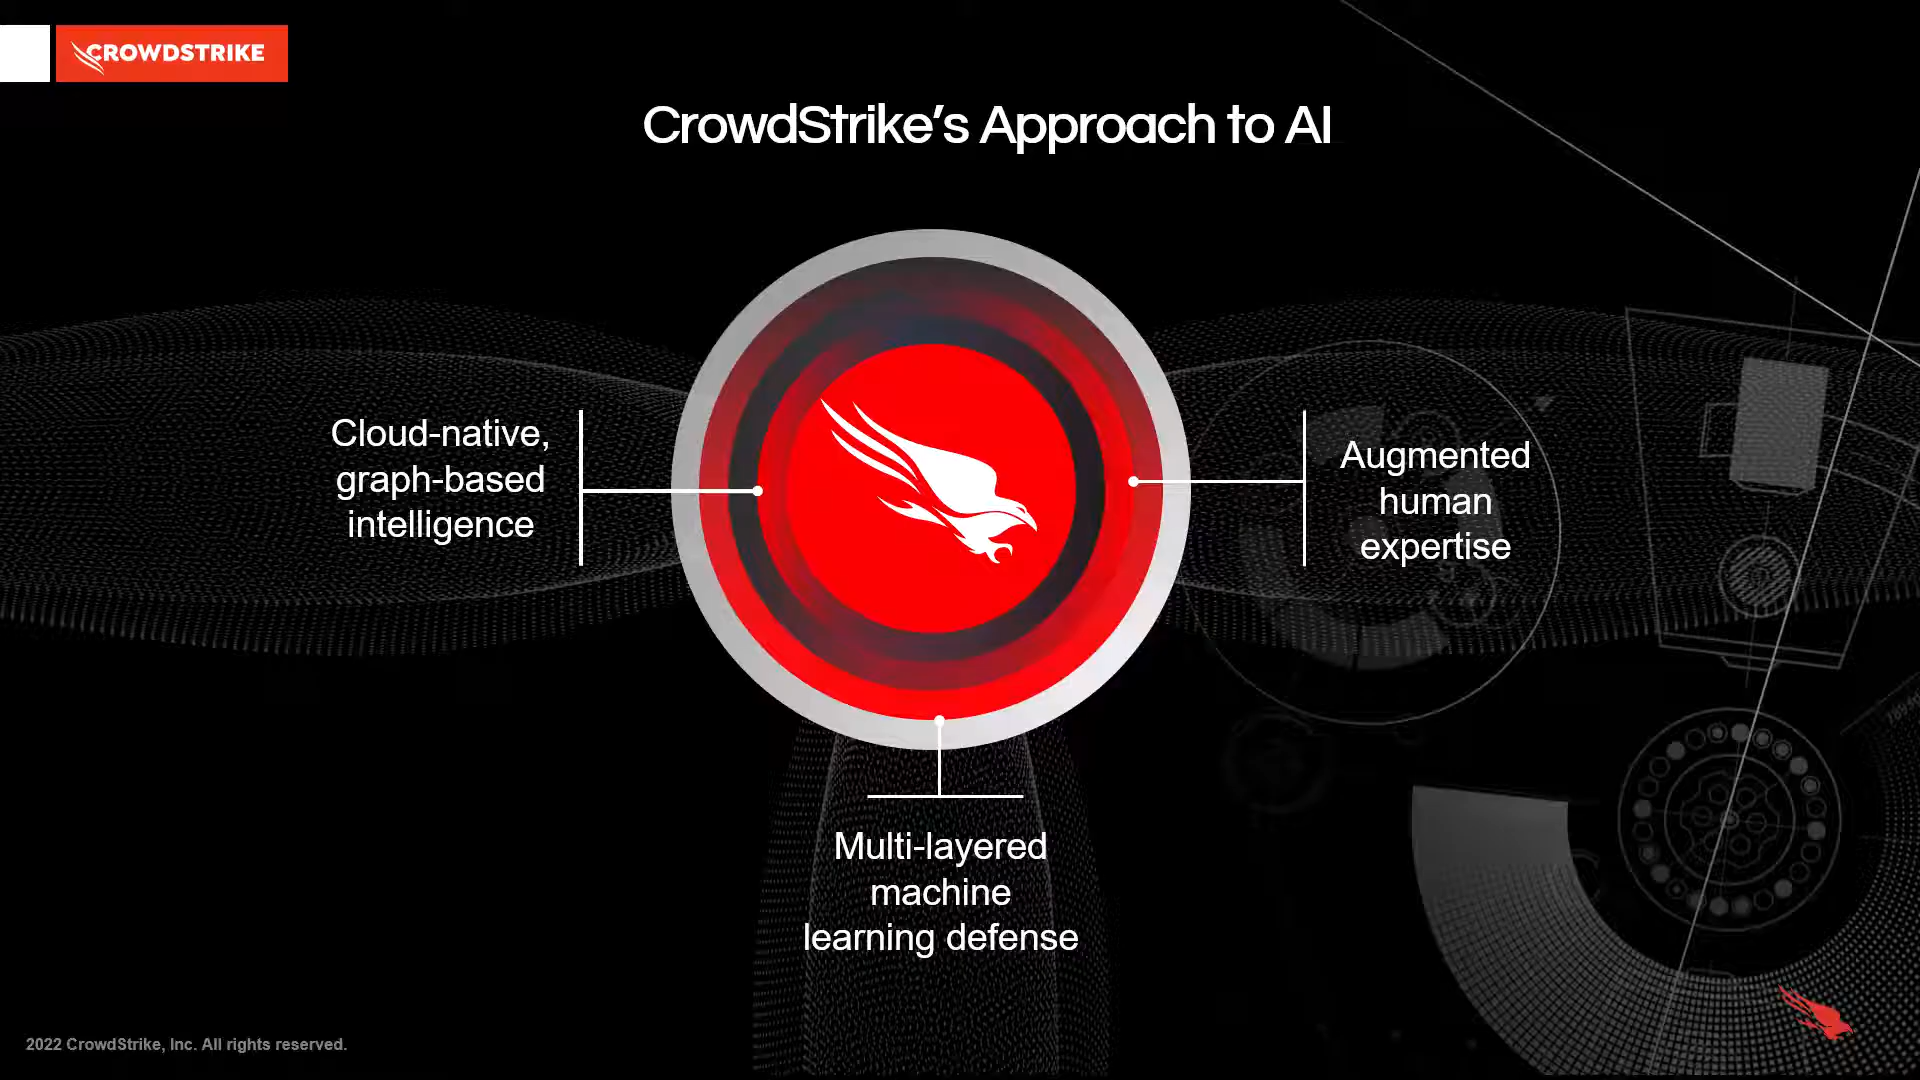 CROWDSTRIKE
CrowdStrike’s Approach to AI
Cloud-native,
graph-based
intelligence
Augmented
human
expertise
Multi-layered
machine
learning defense
2022 CrowdStrike, Inc. All rights reserved.